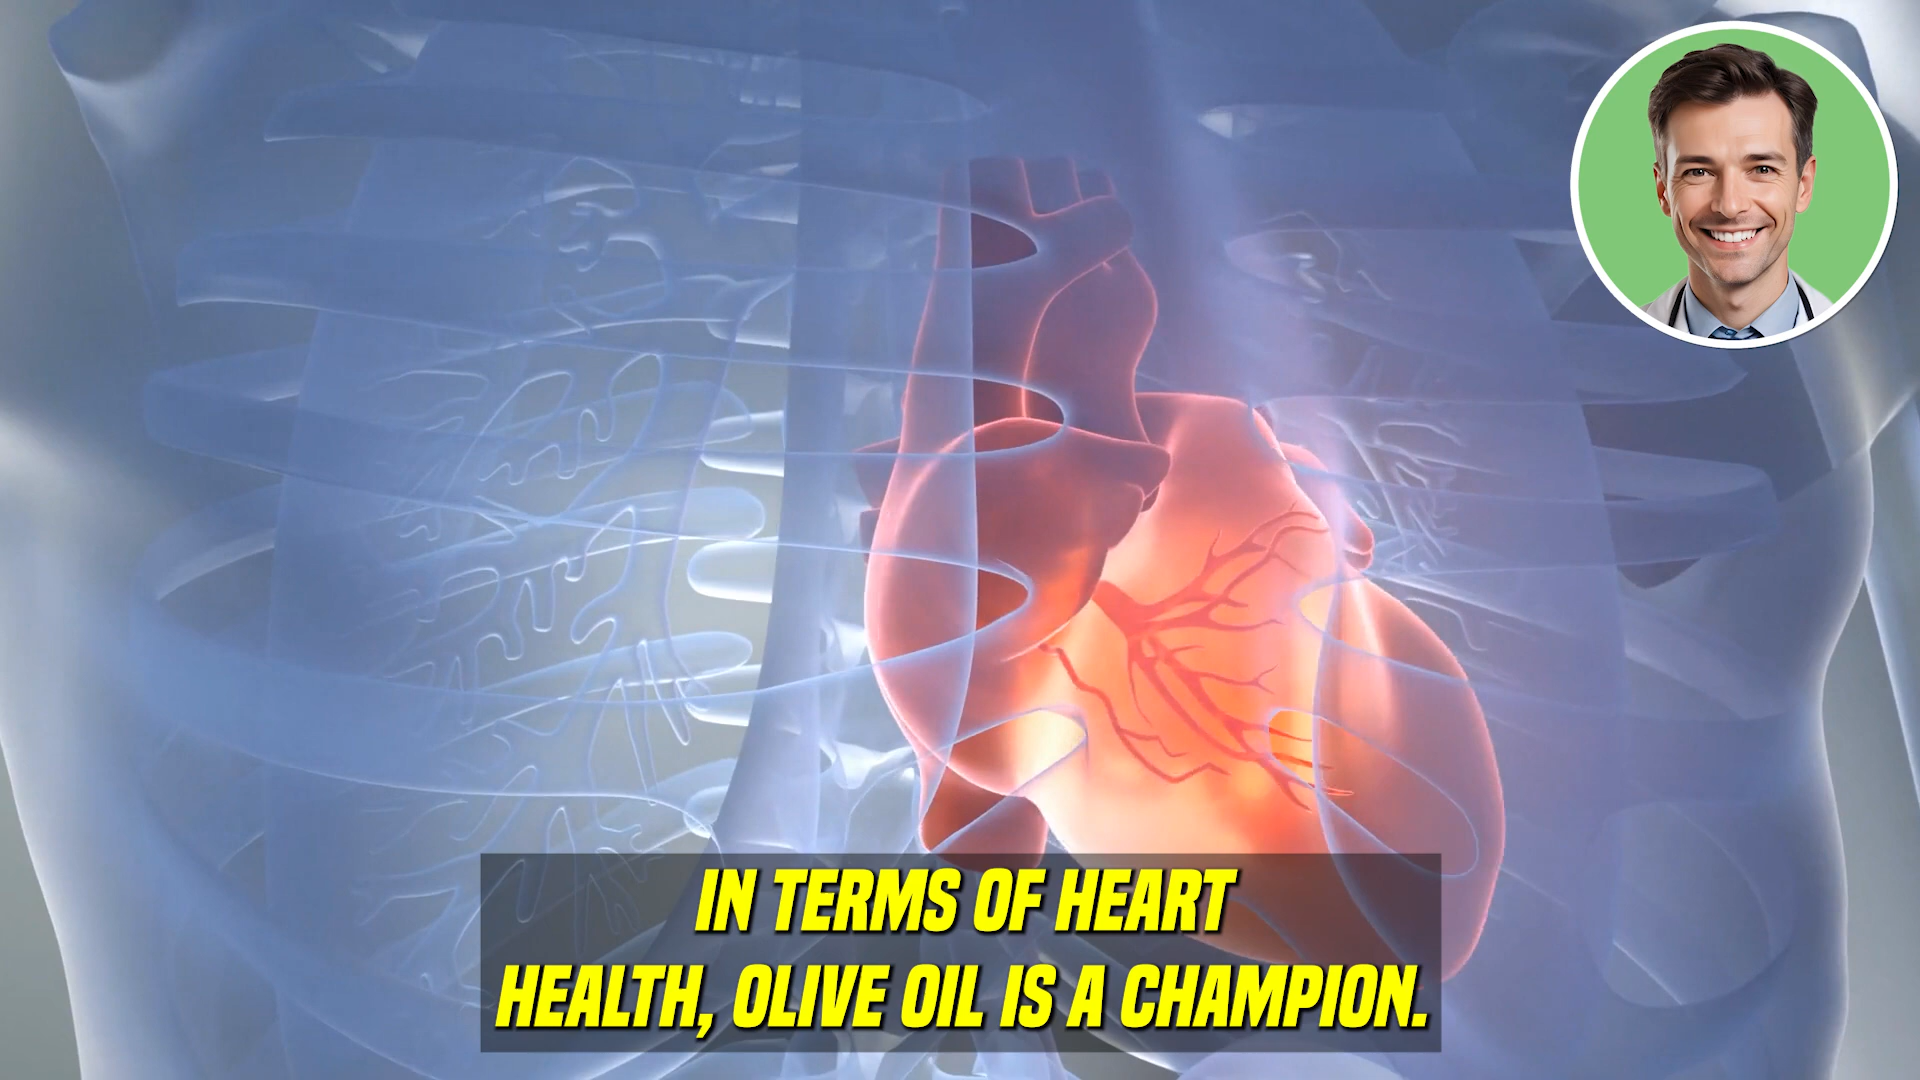 IN TERMS OF HEART
HEALTH, OLIVE OIL IS A CHAMPION.